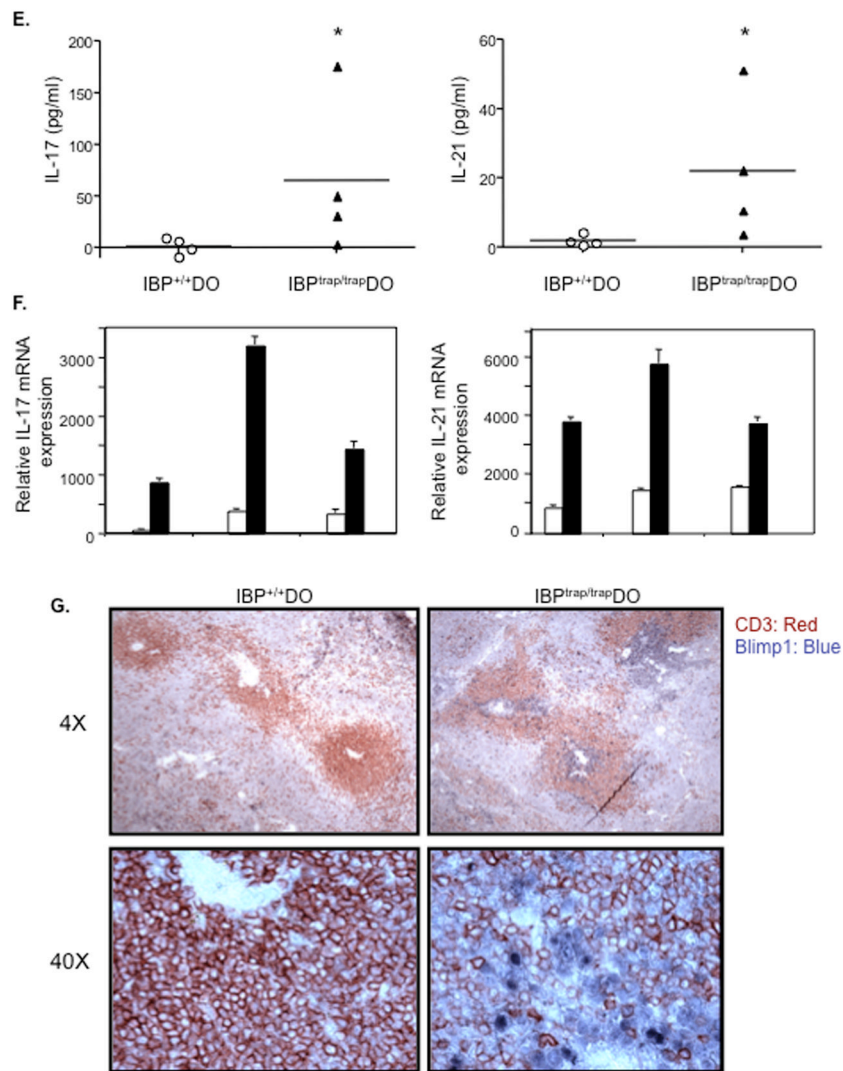 E.
200
150
100
50
0
IL-17 (pg/ml)
*
IBP+/+DO
IBPtrap/trapDO
60
40
20
0
IL-21 (pg/ml)
*
IBP+/+DO
IBPtrap/trapDO
F.
3000
2000
1000
0
Relative IL-17 mRNA
expression
6000
4000
2000
0
Relative IL-21 mRNA
expression
G.
IBP+/+DO
IBPtrap/trapDO
CD3: Red
Blimp1: Blue
4X
40X